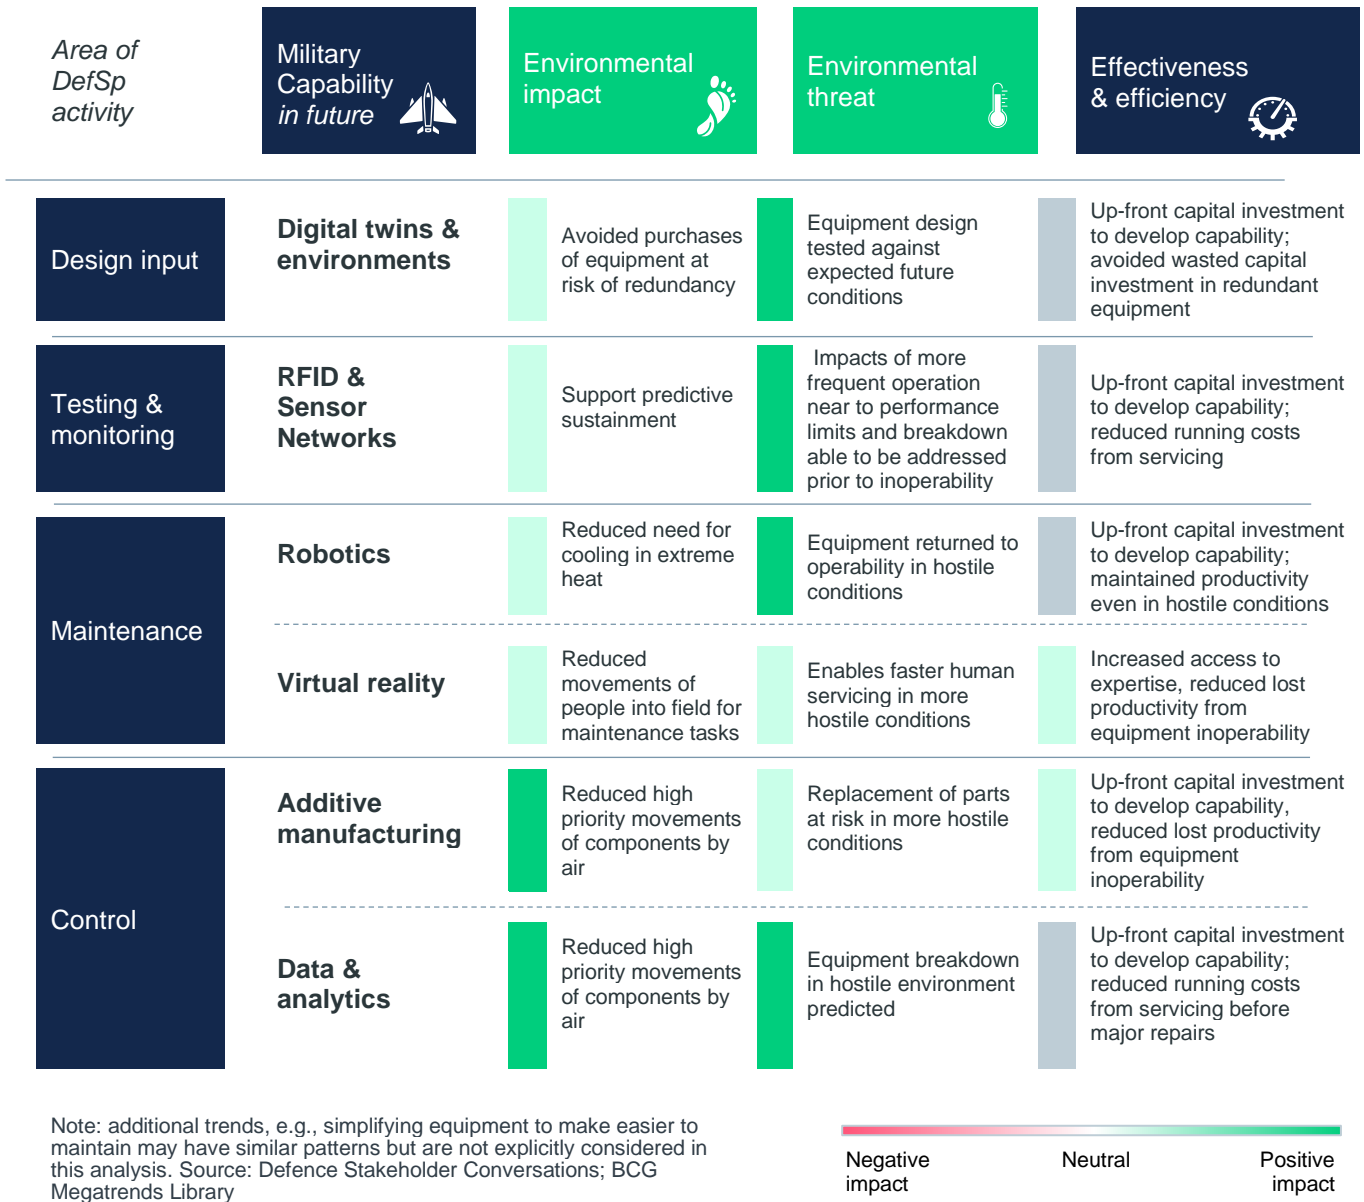 Area of
DefSp
activity
Military
Capability
in future
Environmental
impact
Environmental
threat
Effectiveness
& efficiency
Design input
Digital twins &
environments
Avoided purchases
of equipment at
risk of redundancy
Equipment design
tested against
expected future
conditions
Up-front capital investment
to develop capability;
avoided wasted capital
investment in redundant
equipment
Testing &
monitoring
RFID &
Sensor
Networks
Support predictive
sustainment
Impacts of more
frequent operation
near to performance
limits and breakdown
able to be addressed
prior to inoperability
Up-front capital investment
to develop capability;
reduced running costs
from servicing
Maintenance
Robotics
Reduced need for
cooling in extreme
heat
Equipment returned to
operability in hostile
conditions
Up-front capital investment
to develop capability;
maintained productivity
even in hostile conditions
Virtual reality
Reduced
movements of
people into field for
maintenance tasks
Enables faster human
servicing in more
hostile conditions
Increased access to
expertise, reduced lost
productivity from
equipment inoperability
Control
Additive
manufacturing
Reduced high
priority movements
of components by
air
Replacement of parts
at risk in more hostile
conditions
Up-front capital investment
to develop capability,
reduced lost productivity
from equipment
inoperability
Data &
analytics
Reduced high
priority movements
of components by
air
Equipment breakdown
in hostile environment
predicted
Up-front capital investment
to develop capability;
reduced running costs
from servicing before
major repairs
Note: additional trends, e.g., simplifying equipment to make easier to
maintain may have similar patterns but are not explicitly considered in
this analysis. Source: Defence Stakeholder Conversations; BCG
Megatrends Library
Negative
impact
Neutral
Positive
impact